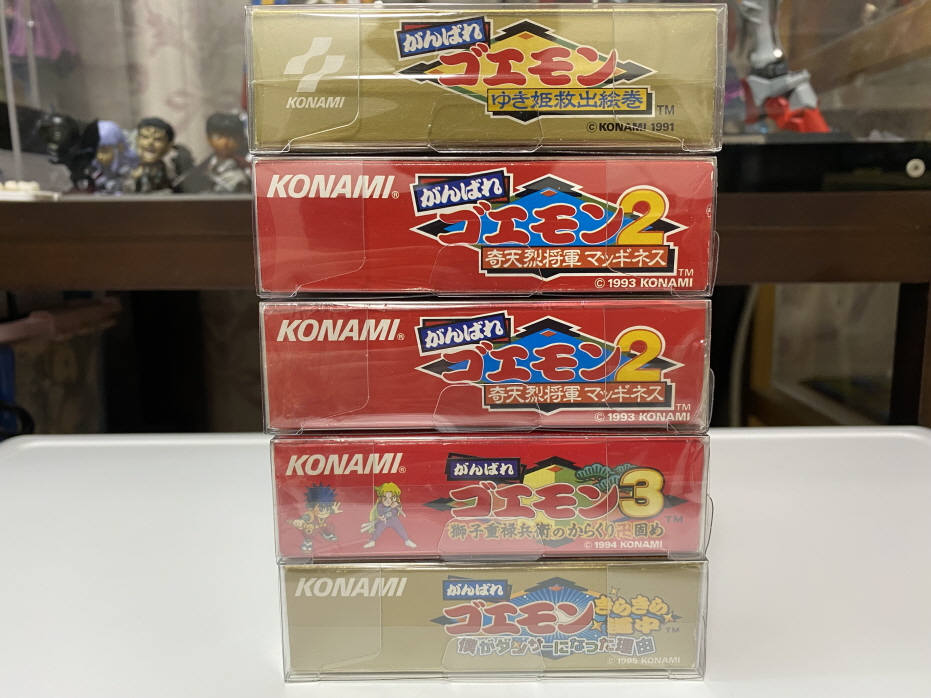 がんばれ
ゴエモン
ゆき姫救出絵巻
TM
KONAMI
© KONAMI 1991
KONAMI®
がんばれ
ゴエモン2
奇天烈将軍マッギネス
TM
© 1993 KONAMI
KONAMI®
がんばれ
ゴエモン2
奇天烈将軍マッギネス
TM
© 1993 KONAMI
KONAMI®
がんばれ
ゴエモン3
獅子重禄兵衛のからくり卍固め
TM
© 1994 KONAMI
KONAMI
がんばれ
ゴエモン
きらきら
道中
TM
僕がダンサーになった理由
© 1995 KONAMI